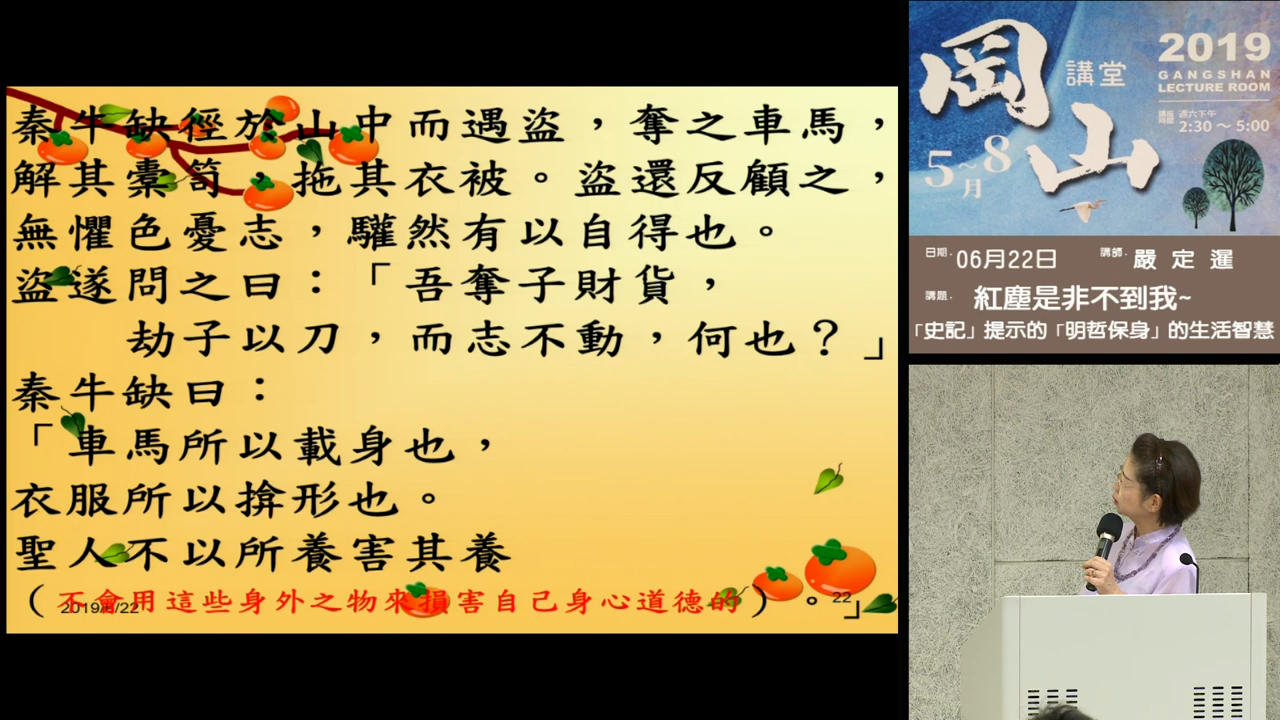 秦牛缺徑於山中而遇盜，奪之車馬，
解其橐笥，拖其衣被。盜還反顧之，
無懼色憂志，驩然有以自得也。
盜遂問之曰：「吾奪子財貨，
劫子以刀，而志不動，何也？」
秦牛缺曰：
「車馬所以載身也，
衣服所以揜形也。
聖人不以所養害其養
（不會用這些身外之物來損害自己身心道德的）。」
2019/6/22
22
岡山
講堂
2019
GANGSHAN
LECTURE ROOM
週六下午
2:30～5:00
5～8月
日期．06月22日 講師．嚴定暹
講題．紅塵是非不到我~
「史記」提示的「明哲保身」的生活智慧